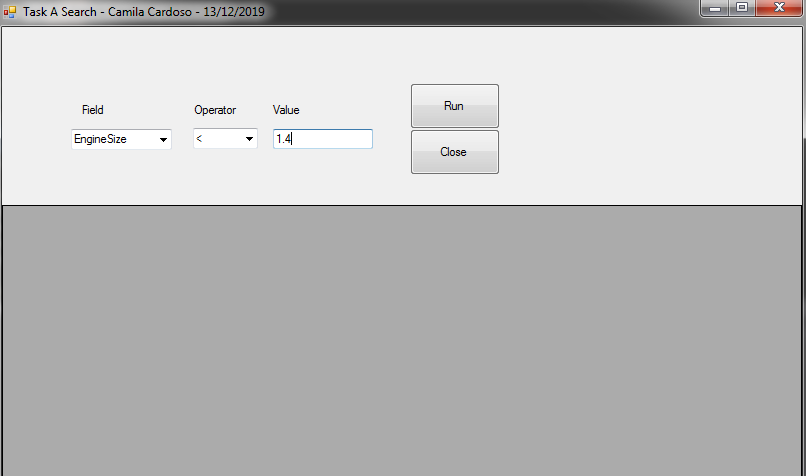 Task A Search - Camila Cardoso - 13/12/2019
Field Operator Value
EngineSize < 1.4
Run
Close